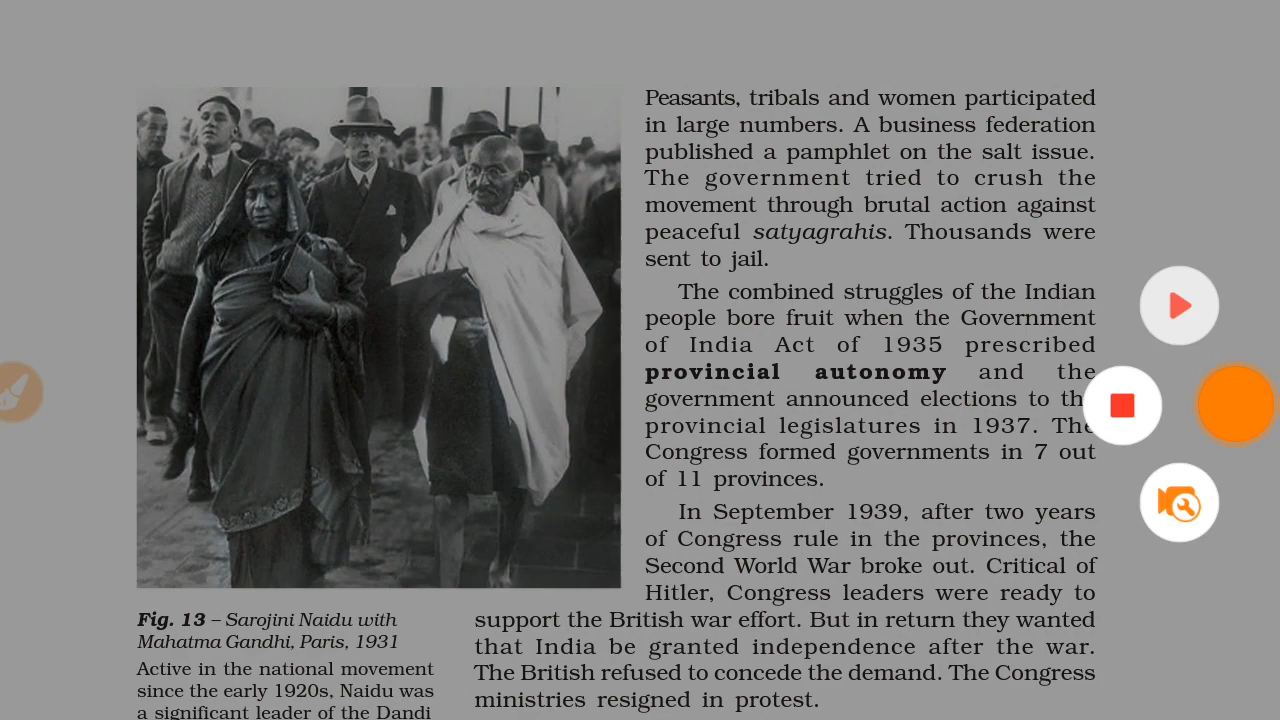 Peasants, tribals and women participated
in large numbers. A business federation
published a pamphlet on the salt issue.
The government tried to crush the
movement through brutal action against
peaceful satyagrahis. Thousands were
sent to jail.
The combined struggles of the Indian
people bore fruit when the Government
of India Act of 1935 prescribed
provincial autonomy and the
government announced elections to the
provincial legislatures in 1937. The
Congress formed governments in 7 out
of 11 provinces.
In September 1939, after two years
of Congress rule in the provinces, the
Second World War broke out. Critical of
Hitler, Congress leaders were ready to
support the British war effort. But in return they wanted
that India be granted independence after the war.
The British refused to concede the demand. The Congress
ministries resigned in protest.
Fig. 13 – Sarojini Naidu with
Mahatma Gandhi, Paris, 1931
Active in the national movement
since the early 1920s, Naidu was
a significant leader of the Dandi